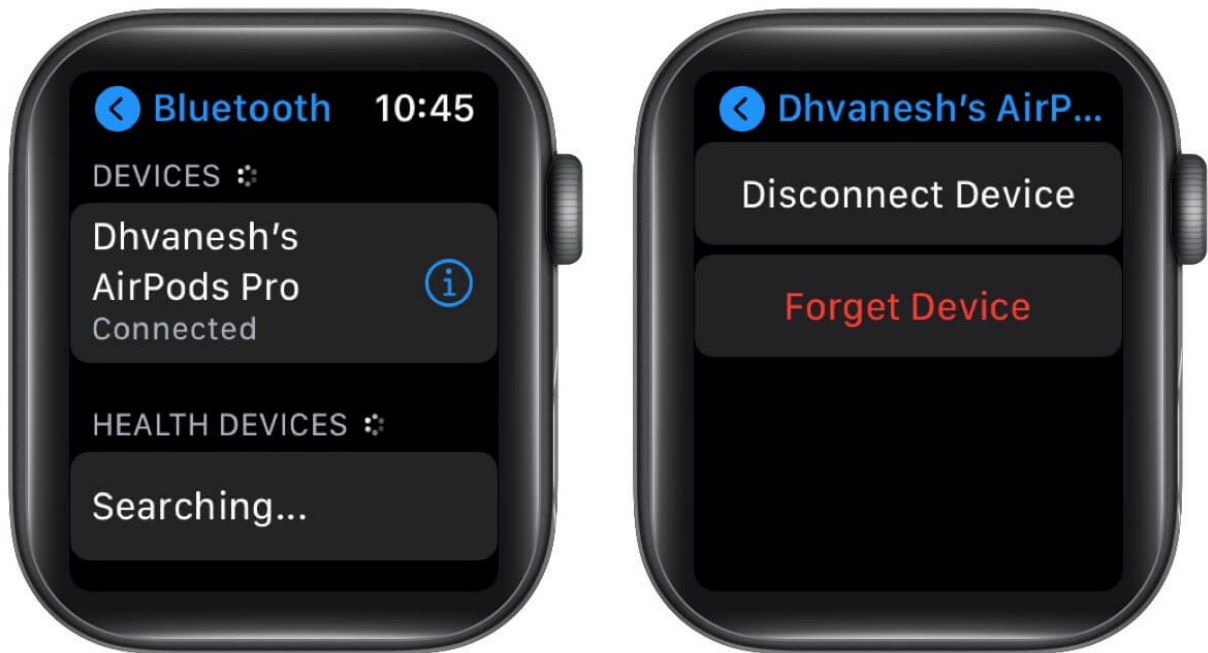 Bluetooth 10:45
DEVICES
Dhvanesh's
AirPods Pro
Connected
HEALTH DEVICES
Searching...
Dhvanesh's AirP...
Disconnect Device
Forget Device